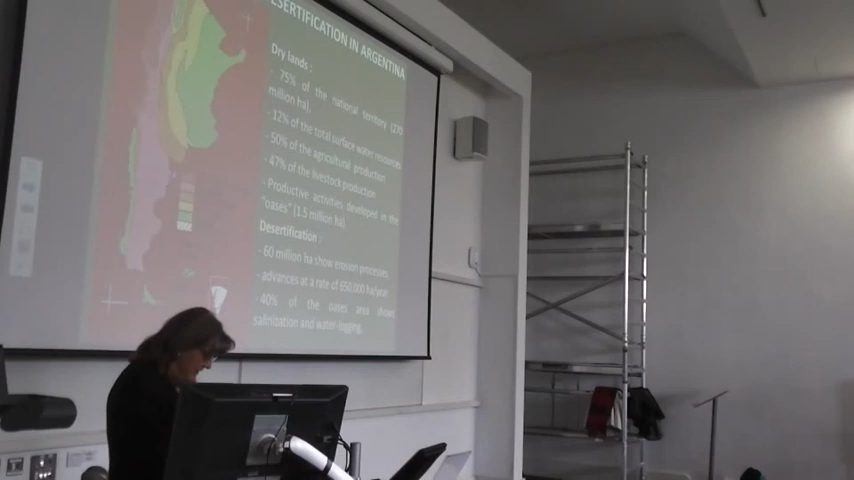 DESERTIFICATION IN ARGENTINA
Dry lands :
- 75% of the national territory (270
million ha),
- 12% of the total surface water resources
- 50% of the agricultural production
- 47% of the livestock production
- Productive activities developed in the
"oases" (1.5 million ha)
Desertification :
- 60 million ha show erosion processes,
- advances at a rate of 650,000 ha/year
- 40% of the oases area shows
salinization and water-logging,